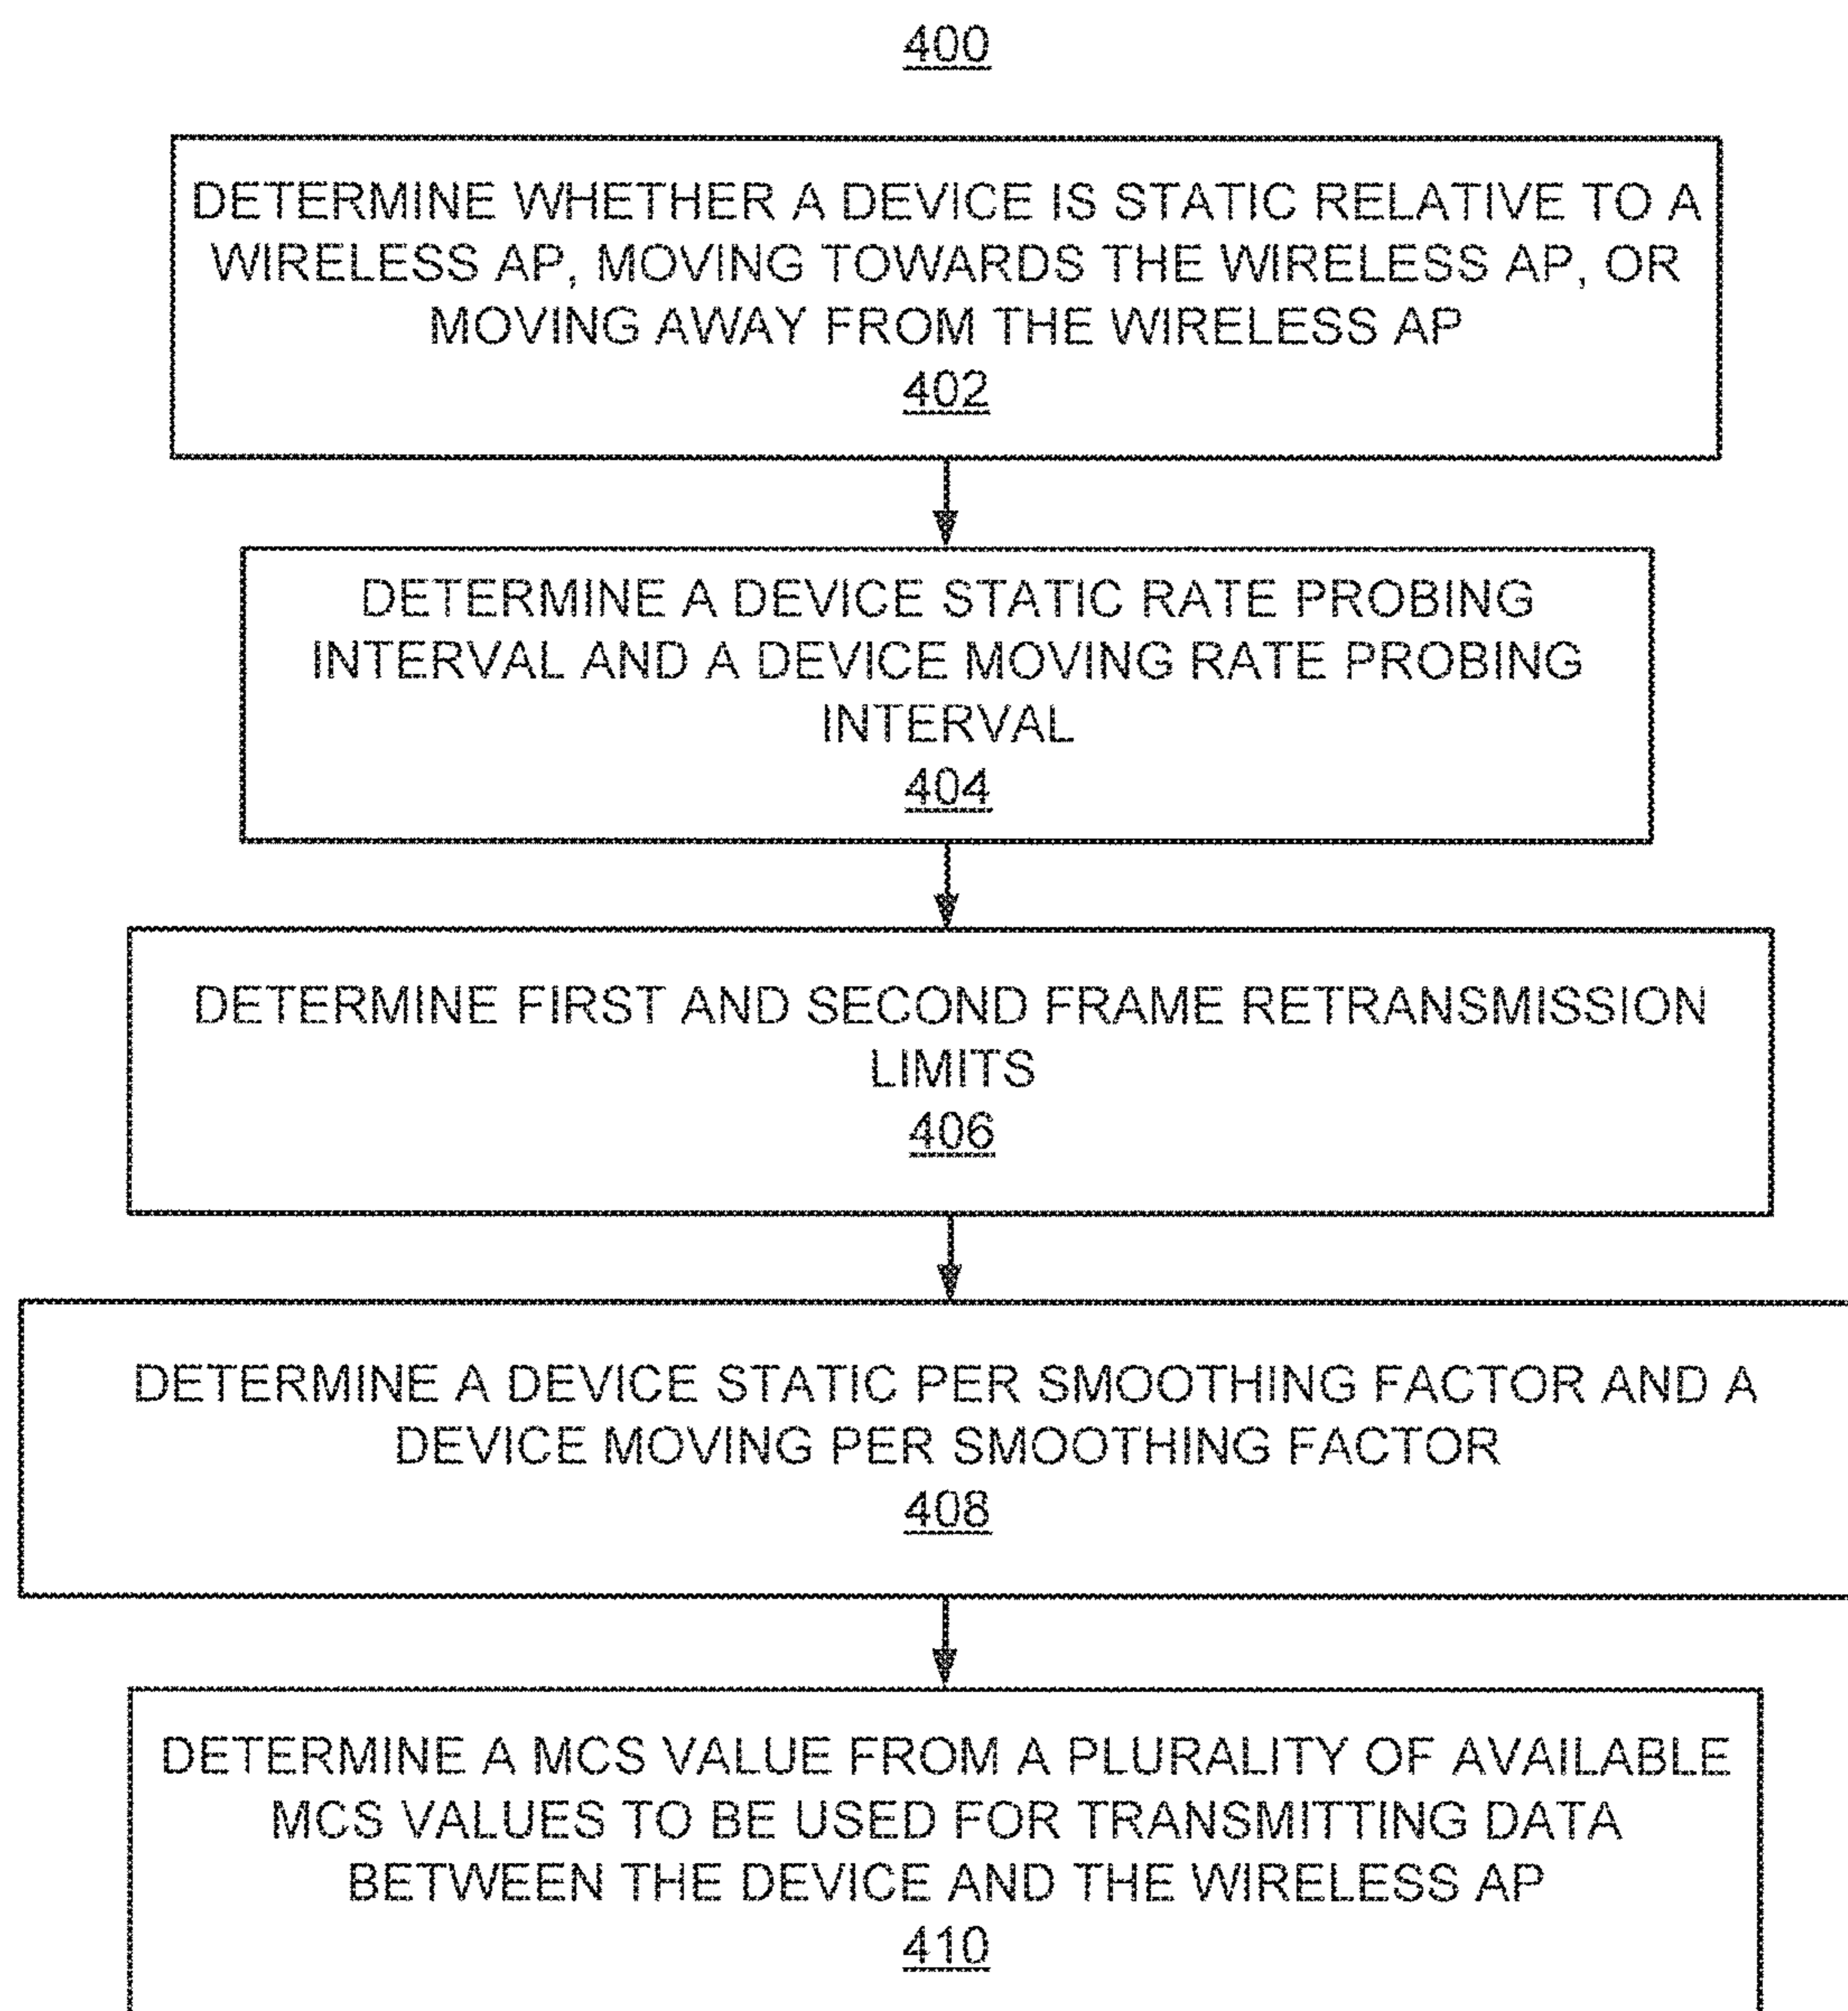 400
DETERMINE WHETHER A DEVICE IS STATIC RELATIVE TO A
WIRELESS AP, MOVING TOWARDS THE WIRELESS AP, OR
MOVING AWAY FROM THE WIRELESS AP
402
DETERMINE A DEVICE STATIC RATE PROBING
INTERVAL AND A DEVICE MOVING RATE PROBING
INTERVAL
404
DETERMINE FIRST AND SECOND FRAME RETRANSMISSION
LIMITS
406
DETERMINE A DEVICE STATIC PER SMOOTHING FACTOR AND A
DEVICE MOVING PER SMOOTHING FACTOR
408
DETERMINE A MCS VALUE FROM A PLURALITY OF AVAILABLE
MCS VALUES TO BE USED FOR TRANSMITTING DATA
BETWEEN THE DEVICE AND THE WIRELESS AP
410